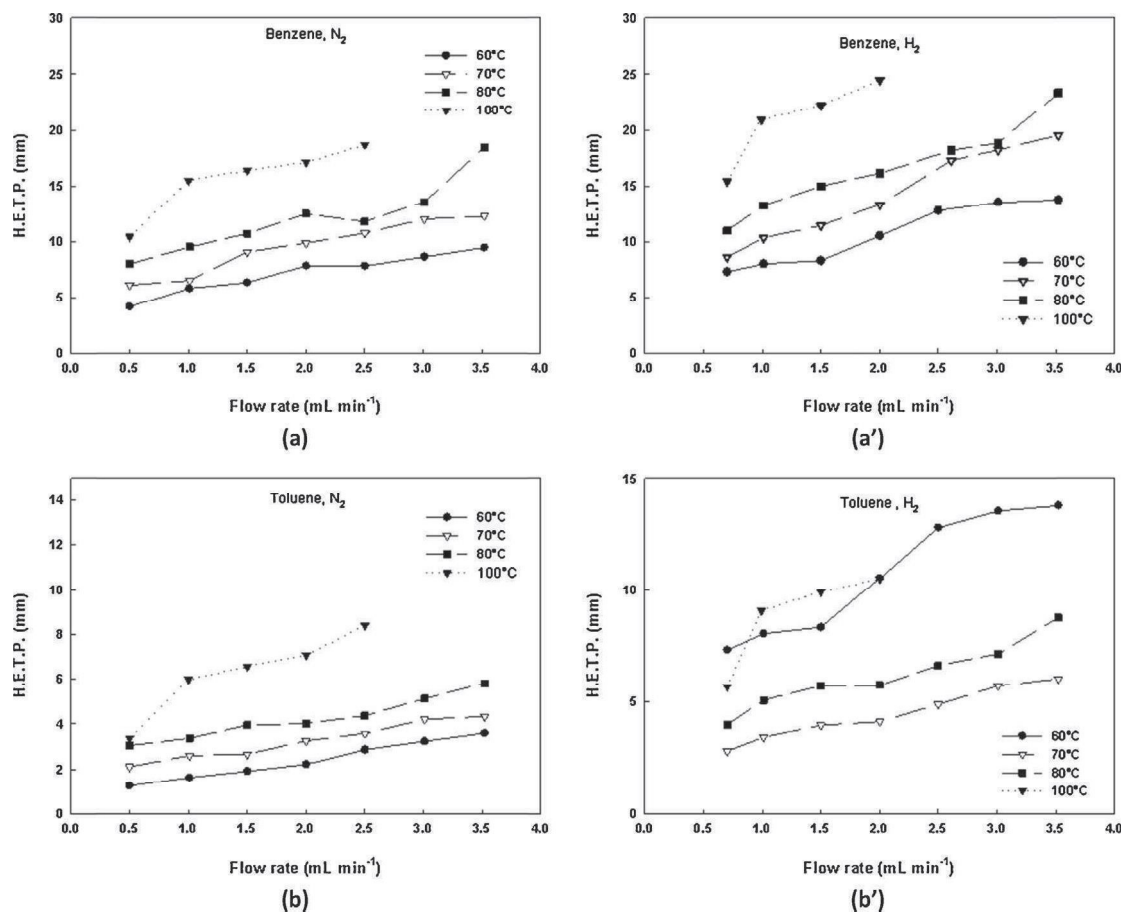 Benzene, N₂
60°C
70°C
80°C
100°C
H.E.T.P. (mm)
30
25
20
15
10
5
0
0.0 0.5 1.0 1.5 2.0 2.5 3.0 3.5 4.0
Flow rate (mL min⁻¹)
(a)
Benzene, H₂
60°C
70°C
80°C
100°C
H.E.T.P. (mm)
30
25
20
15
10
5
0
0.0 0.5 1.0 1.5 2.0 2.5 3.0 3.5 4.0
Flow rate (mL min⁻¹)
(a’)
Toluene, N₂
60°C
70°C
80°C
100°C
H.E.T.P. (mm)
14
12
10
8
6
4
2
0
0.0 0.5 1.0 1.5 2.0 2.5 3.0 3.5 4.0
Flow rate (mL min⁻¹)
(b)
Toluene , H₂
60°C
70°C
80°C
100°C
H.E.T.P. (mm)
15
10
5
0
0.0 0.5 1.0 1.5 2.0 2.5 3.0 3.5 4.0
Flow rate (mL min⁻¹)
(b’)